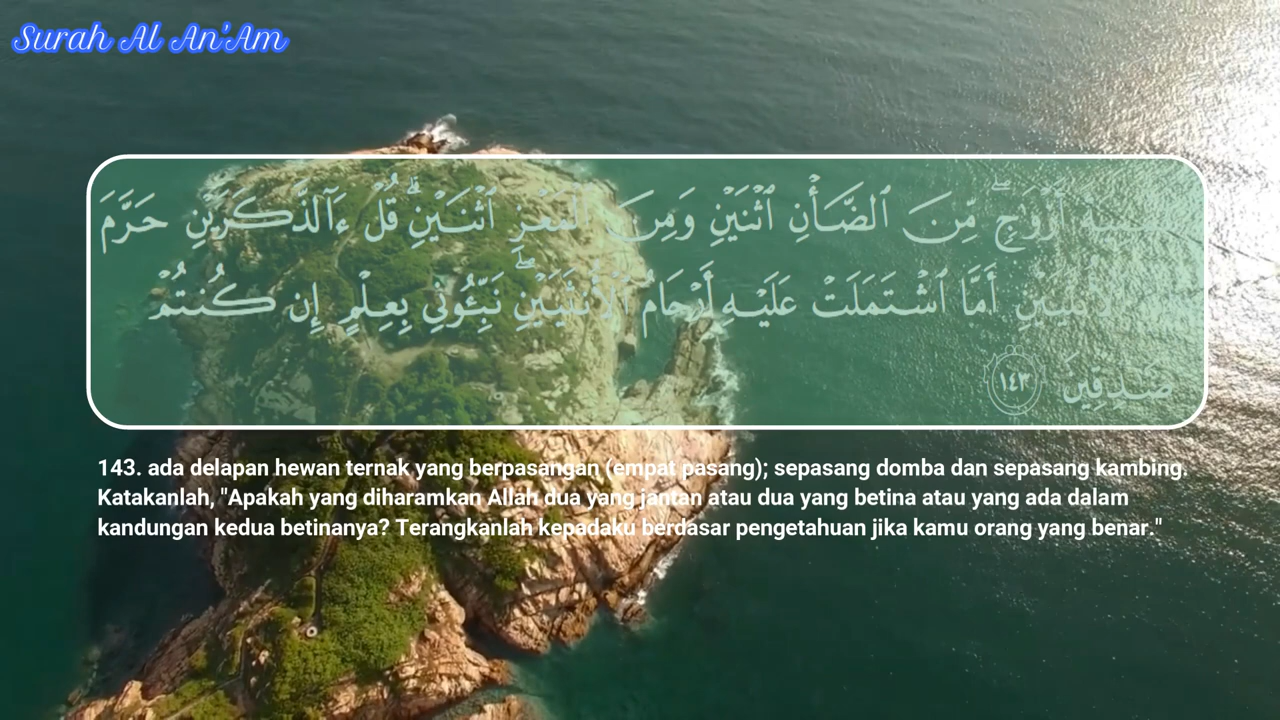 Surah Al An'Am
أَزْوَٰجٍ ۖ مِّنَ ٱلضَّأْنِ ٱثْنَيْنِ وَمِنَ ٱلْمَعْزِ ٱثْنَيْنِ ۗ قُلْ ءَآلذَّكَرَيْنِ حَرَّمَ
أَمَّا ٱشْتَمَلَتْ عَلَيْهِ أَرْحَامُ ٱلْأُنثَيَيْنِ ۖ نَبِّـُٔونِى بِعِلْمٍ إِن كُنتُمْ
صَـٰدِقِينَ ١٤٣
143. ada delapan hewan ternak yang berpasangan (empat pasang); sepasang domba dan sepasang kambing.
Katakanlah, "Apakah yang diharamkan Allah dua yang jantan atau dua yang betina atau yang ada dalam
kandungan kedua betinanya? Terangkanlah kepadaku berdasar pengetahuan jika kamu orang yang benar."